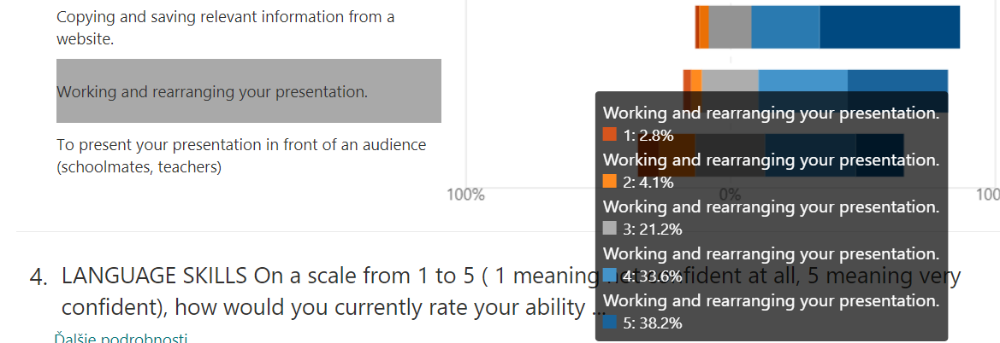 Copying and saving relevant information from a
website.
Working and rearranging your presentation.
To present your presentation in front of an audience
(schoolmates, teachers)
100%
0%
100
Working and rearranging your presentation.
1: 2.8%
Working and rearranging your presentation.
2: 4.1%
Working and rearranging your presentation.
3: 21.2%
Working and rearranging your presentation.
4: 33.6%
Working and rearranging your presentation.
5: 38.2%
4. LANGUAGE SKILLS On a scale from 1 to 5 ( 1 meaning not confident at all, 5 meaning very
confident), how would you currently rate your ability ...
Ďalšie podrobnosti